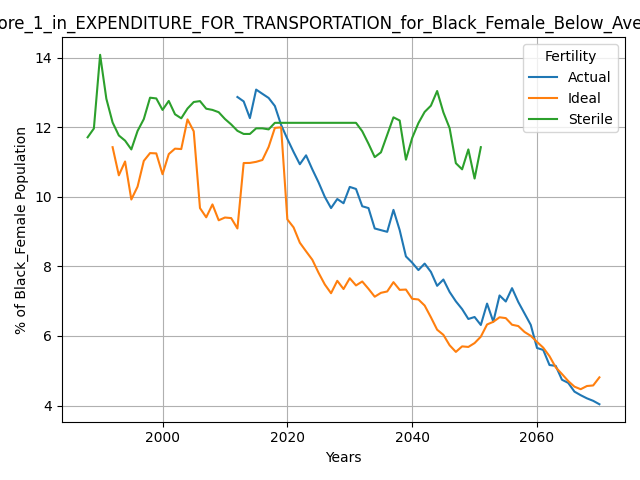 ore_1_in_EXPENDITURE_FOR_TRANSPORTATION_for_Black_Female_Below_Ave
Fertility
Actual
Ideal
Sterile
% of Black_Female Population
14
12
10
8
6
4
2000 2020 2040 2060
Years